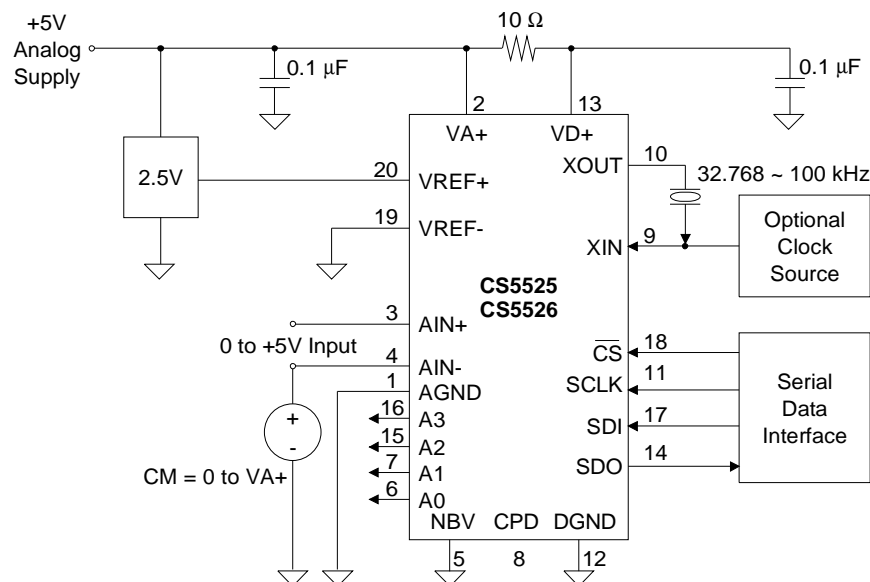 +5V
Analog
Supply
10 Ω
0.1 μF
0.1 μF
2
13
VA+
VD+
2.5V
20
VREF+
19
VREF-
XOUT
10
32.768 ~ 100 kHz
XIN
9
Optional
Clock
Source
CS5525
CS5526
3
AIN+
0 to +5V Input
4
AIN-
1
AGND
16
A3
15
A2
7
A1
6
A0
+
-
CM = 0 to VA+
CS
18
SCLK
11
SDI
17
SDO
14
Serial
Data
Interface
NBV
CPD
DGND
5
8
12